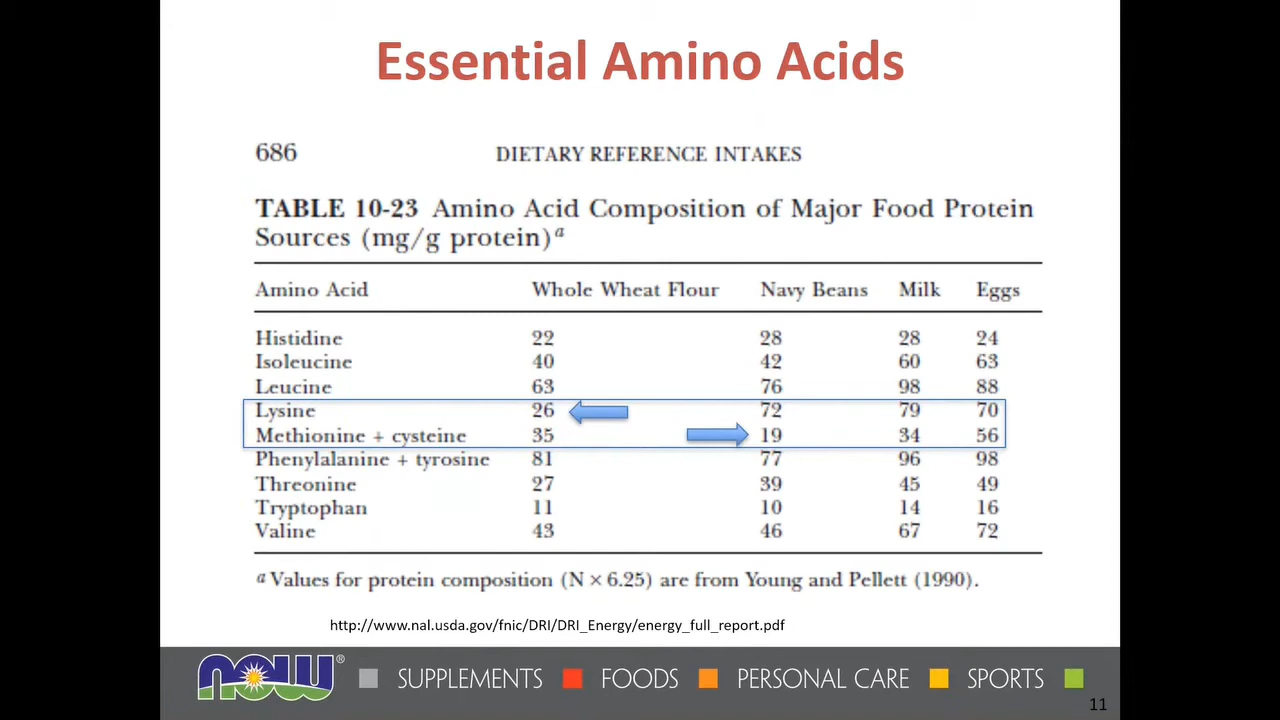 Essential Amino Acids
686 DIETARY REFERENCE INTAKES
TABLE 10-23 Amino Acid Composition of Major Food Protein
Sources (mg/g protein)a
Amino Acid Whole Wheat Flour Navy Beans Milk Eggs
Histidine 22 28 28 24
Isoleucine 40 42 60 63
Leucine 63 76 98 88
Lysine 26 72 79 70
Methionine + cysteine 35 19 34 56
Phenylalanine + tyrosine 81 77 96 98
Threonine 27 39 45 49
Tryptophan 11 10 14 16
Valine 43 46 67 72
a Values for protein composition (N × 6.25) are from Young and Pellett (1990).
http://www.nal.usda.gov/fnic/DRI/DRI_Energy/energy_full_report.pdf
now® SUPPLEMENTS FOODS PERSONAL CARE SPORTS
11